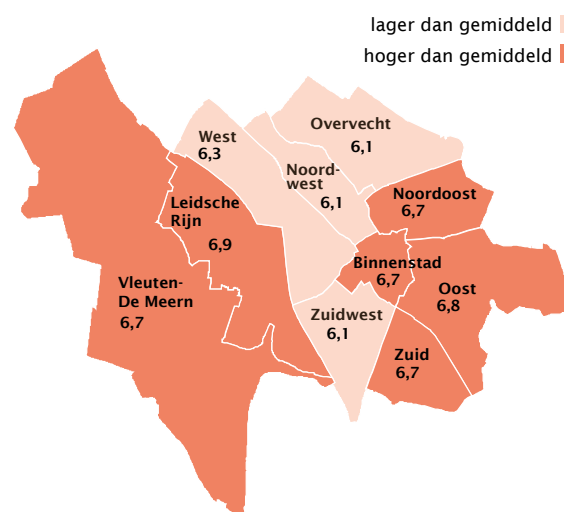 lager dan gemiddeld
hoger dan gemiddeld
Overvecht
6,1
West
6,3
Noord-
west
6,1
Noordoost
6,7
Leidsche
Rijn
6,9
Binnenstad
6,7
Vleuten-
De Meern
6,7
Oost
6,8
Zuidwest
6,1
Zuid
6,7